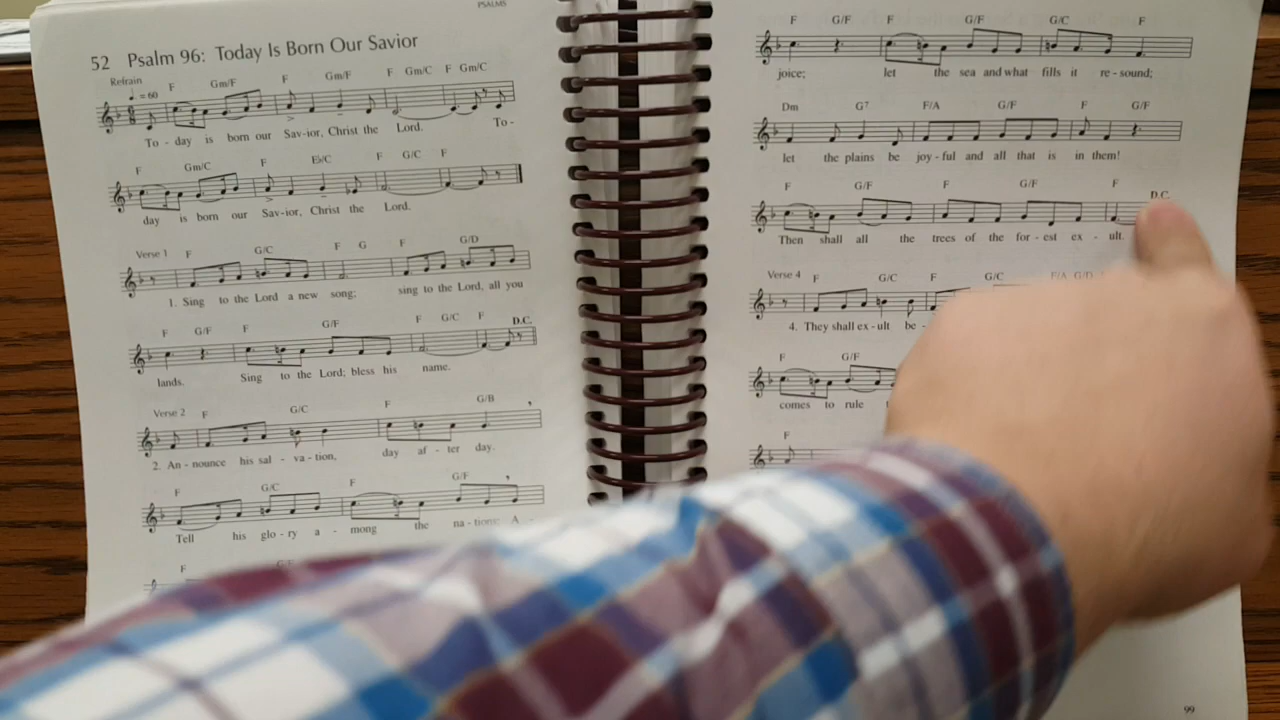 PSALMS
52 Psalm 96: Today Is Born Our Savior
Refrain
♩ = 60 F Gm/F F Gm/F F Gm/C F Gm/C
To - day is born our Sav - ior, Christ the Lord. To -
F Gm/C F E♭/C F G/C F
day is born our Sav - ior, Christ the Lord.
Verse 1 F G/C F G F G/D
1. Sing to the Lord a new song; sing to the Lord, all you
F G/F F G/F F G/C F D.C.
lands. Sing to the Lord; bless his name.
Verse 2 F G/C F G/B
2. An - nounce his sal - va - tion, day af - ter day.
F G/C F G/F
Tell his glo - ry a - mong the na - tions: A -
F
F G/F F G/F G/C F
joice; let the sea and what fills it re - sound;
Dm G7 F/A G/F F G/F
let the plains be joy - ful and all that is in them!
F G/F F G/F F D.C.
Then shall all the trees of the for - est ex - ult.
Verse 4 F G/C F G/C F/A G/D
4. They shall ex - ult be -
F G/F
comes to rule
F
99